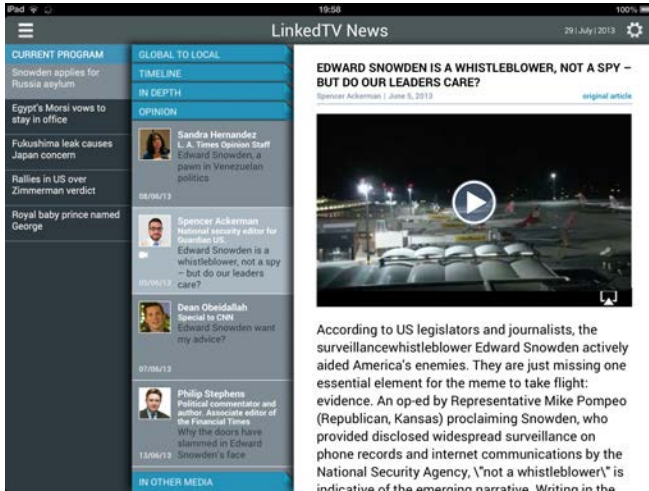 iPad
19:58
100%
LinkedTV News
29 | July | 2013
CURRENT PROGRAM
Snowden applies for
Russia asylum
Egypt's Morsi vows to
stay in office
Fukushima leak causes
Japan concern
Rallies in US over
Zimmerman verdict
Royal baby prince named
George
GLOBAL TO LOCAL
TIMELINE
IN DEPTH
OPINION
Sandra Hernandez
L.A. Times Opinion Staff
Edward Snowden, a
pawn in Venezuelan
politics
08/06/13
Spencer Ackerman
National security editor for
Guardian US.
Edward Snowden is a
whistleblower, not a spy
– but do our leaders
care?
05/06/13
Dean Obeidallah
Special to CNN
Edward Snowden want
my advice?
07/06/13
Philip Stephens
Political commentator and
author. Associate editor of
the Financial Times
Why the doors have
slammed in Edward
Snowden's face
13/06/13
IN OTHER MEDIA
EDWARD SNOWDEN IS A WHISTLEBLOWER, NOT A SPY –
BUT DO OUR LEADERS CARE?
Spencer Ackerman | June 5, 2013
original article
According to US legislators and journalists, the
surveillancewhistleblower Edward Snowden actively
aided America's enemies. They are just missing one
essential element for the meme to take flight:
evidence. An op-ed by Representative Mike Pompeo
(Republican, Kansas) proclaiming Snowden, who
provided disclosed widespread surveillance on
phone records and internet communications by the
National Security Agency, \"not a whistleblower\" is
indicative of the emerging narrative. Writing in the